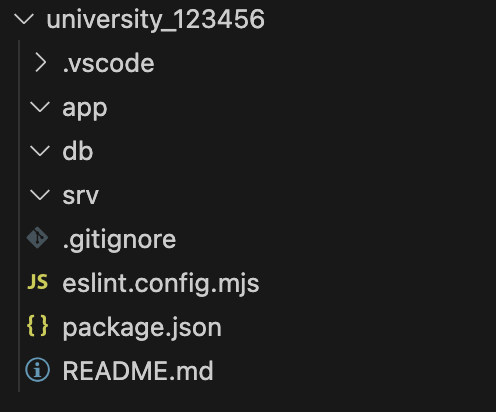 university_123456
.vscode
app
db
srv
.gitignore
JS eslint.config.mjs
{} package.json
README.md